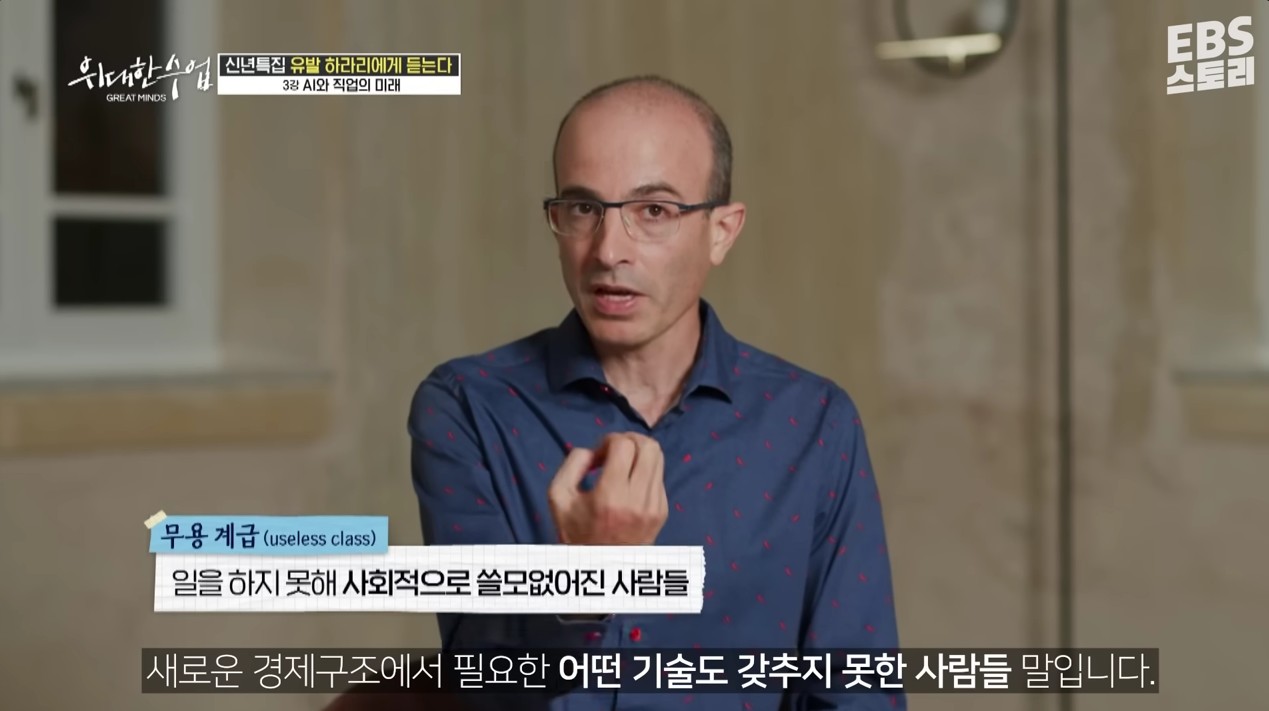 위대한 수업
GREAT MINDS
신년특집 유발 하라리에게 듣는다
3강 AI와 직업의 미래
EBS
스토리
무용 계급 (useless class)
일을 하지 못해 사회적으로 쓸모없어진 사람들
새로운 경제구조에서 필요한 어떤 기술도 갖추지 못한 사람들 말입니다.